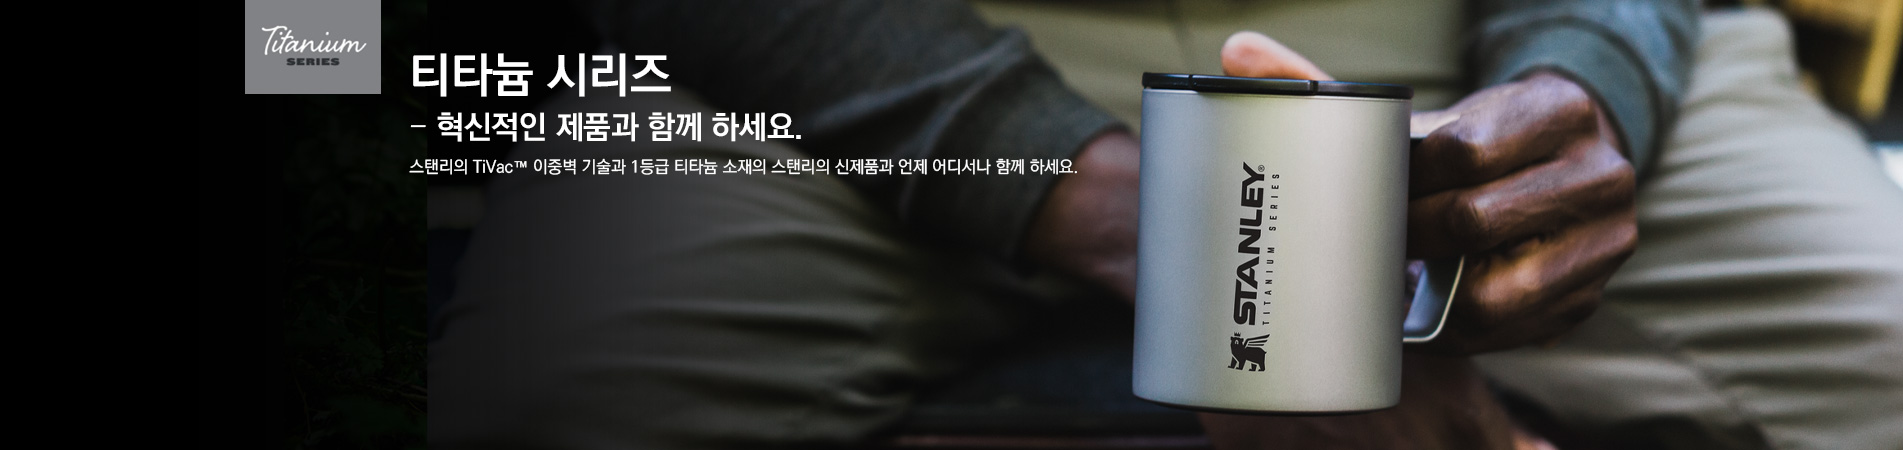 Titanium
SERIES
티타늄 시리즈
– 혁신적인 제품과 함께 하세요.
스탠리의 TiVac™ 이중벽 기술과 1등급 티타늄 소재의 스탠리의 신제품과 언제 어디서나 함께 하세요.
STANLEY®
TITANIUM SERIES